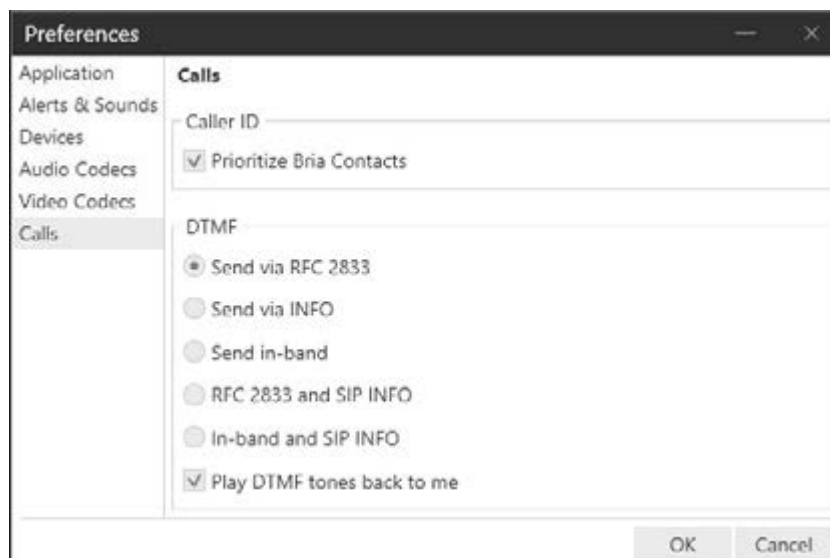 Preferences
Application
Alerts & Sounds
Devices
Audio Codecs
Video Codecs
Calls
Calls
Caller ID
Prioritize Bria Contacts
DTMF
Send via RFC 2833
Send via INFO
Send in-band
RFC 2833 and SIP INFO
In-band and SIP INFO
Play DTMF tones back to me
OK
Cancel